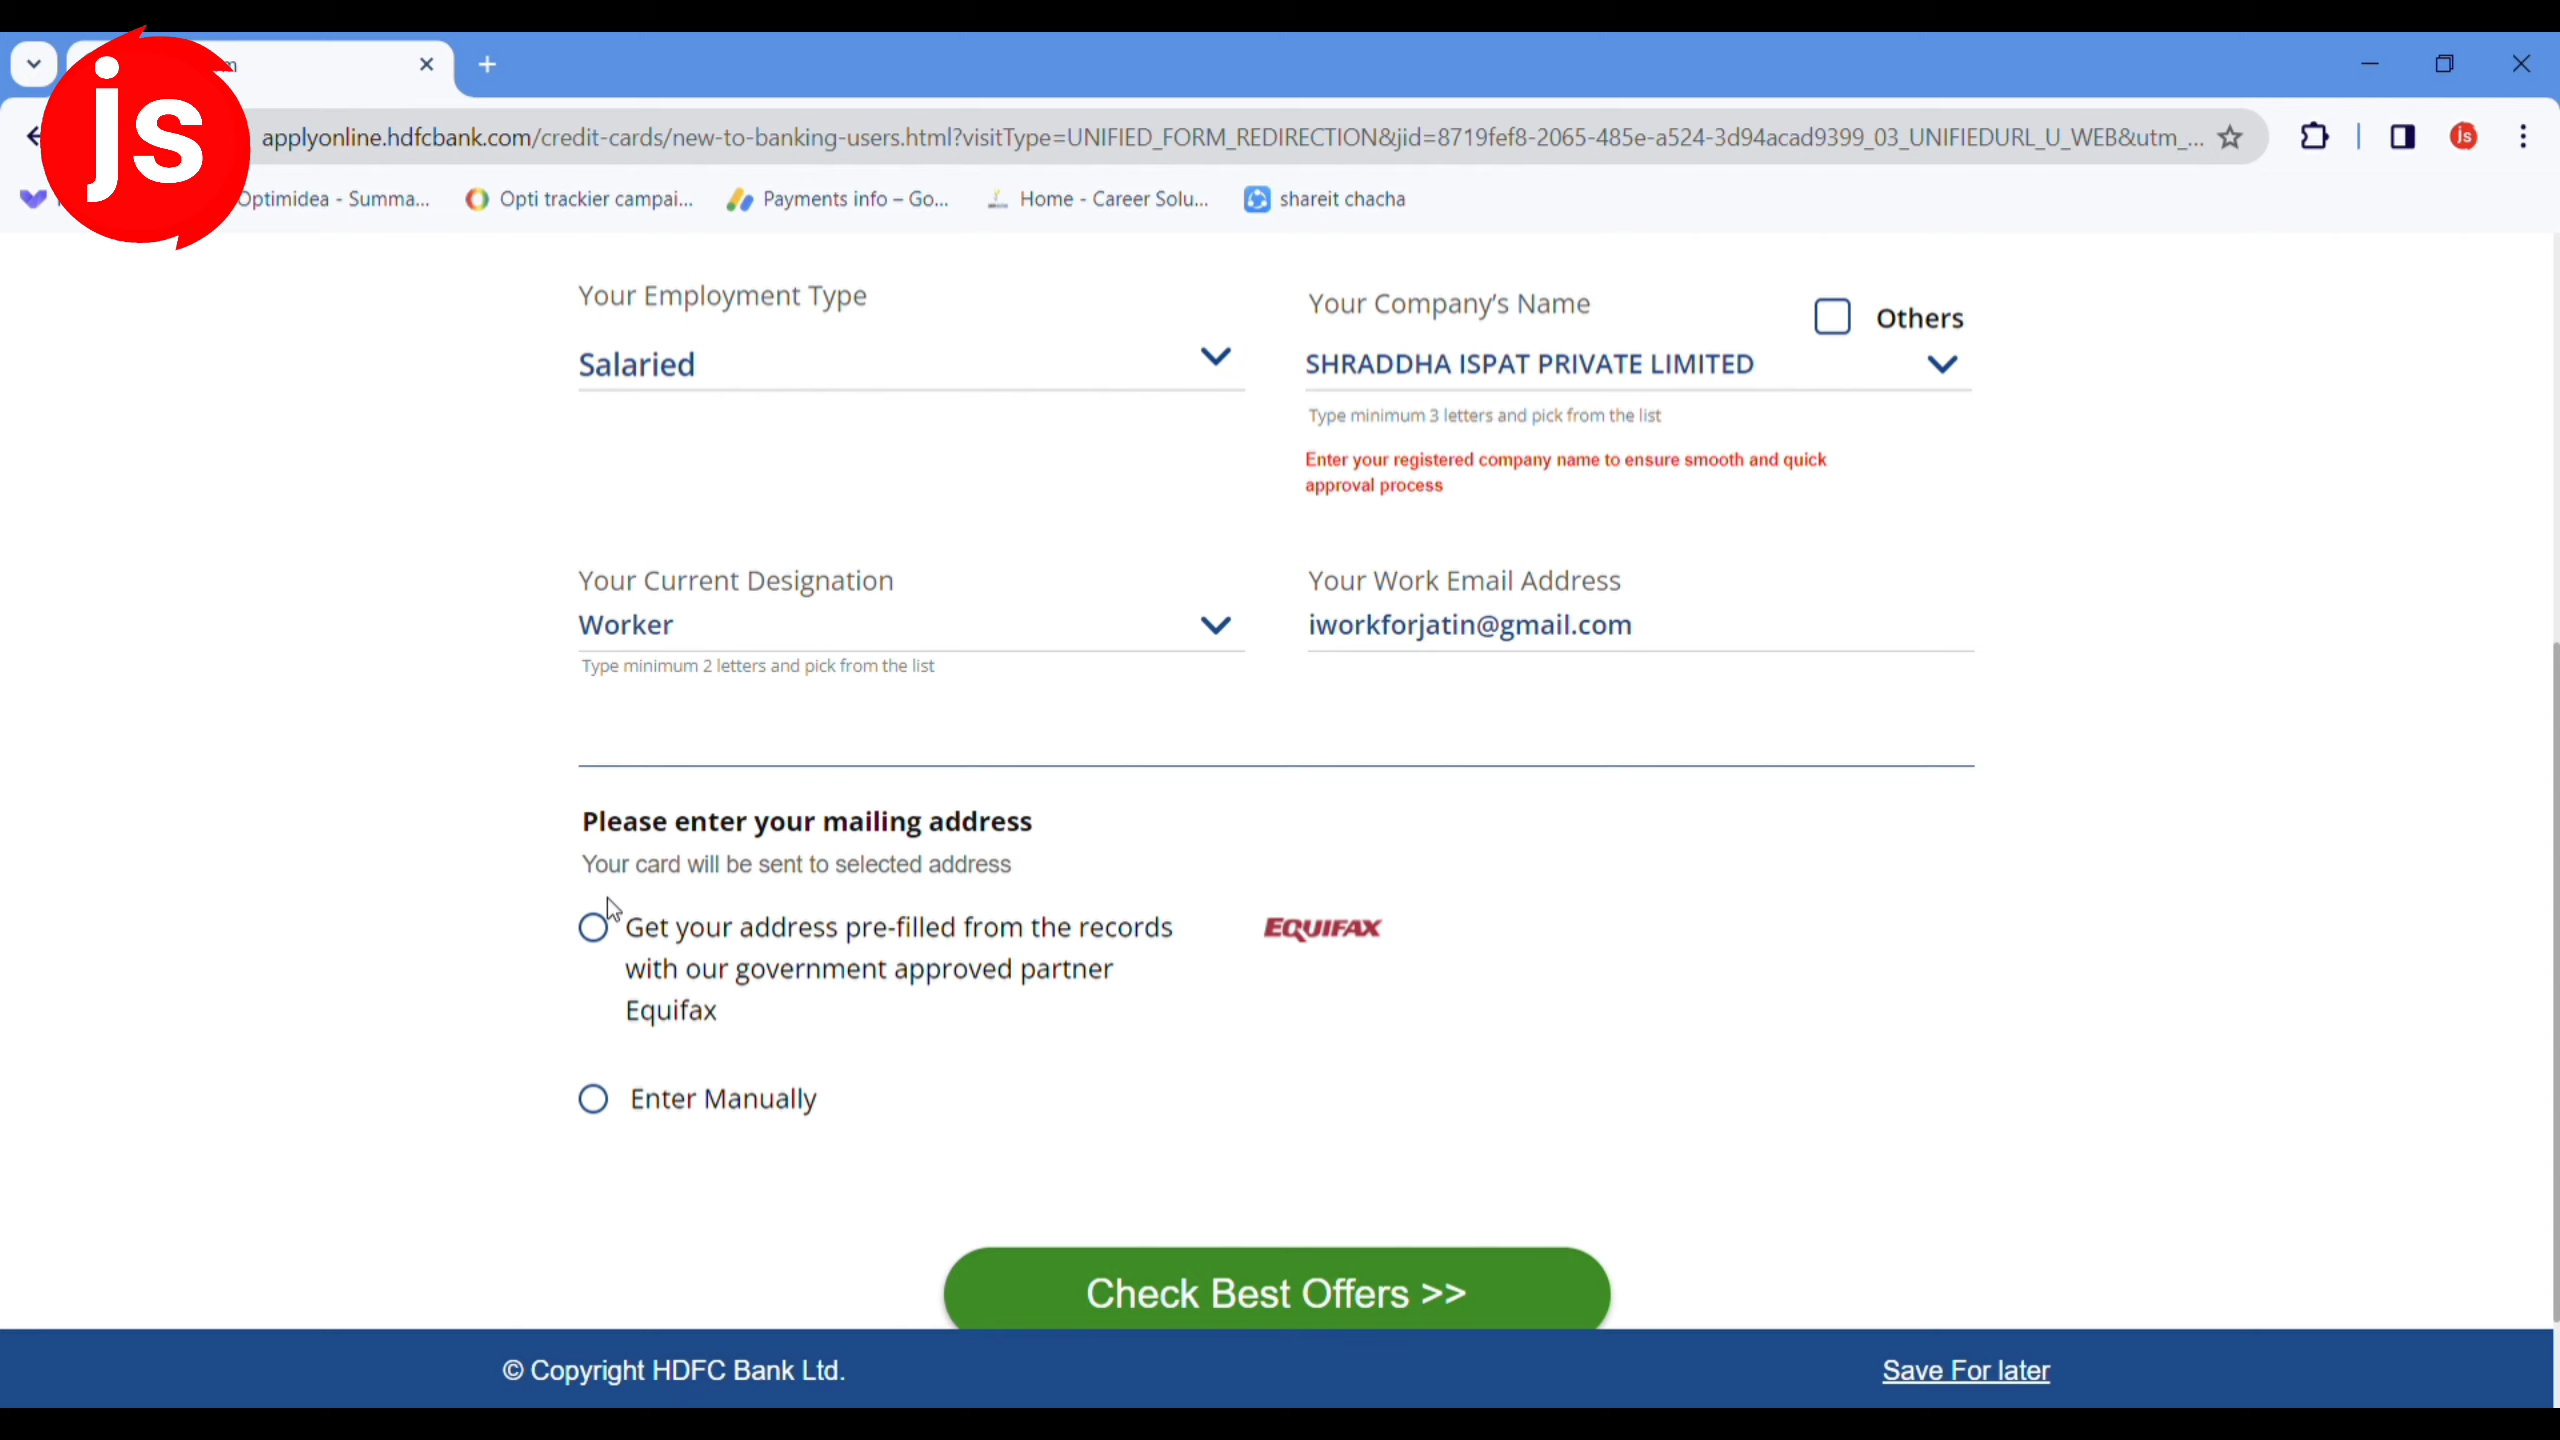 js
applyonline.hdfcbank.com/credit-cards/new-to-banking-users.html?visitType=UNIFIED_FORM_REDIRECTION&jid=8719fef8-2065-485e-a524-3d94acad9399_03_UNIFIEDURL_U_WEB&utm_...
js
Optimidea - Summa...
Opti trackier campai...
Payments info – Go...
Home - Career Solu...
shareit chacha
Your Employment Type
Your Company's Name
Others
Salaried
SHRADDHA ISPAT PRIVATE LIMITED
Type minimum 3 letters and pick from the list
Enter your registered company name to ensure smooth and quick
approval process
Your Current Designation
Your Work Email Address
Worker
iworkforjatin@gmail.com
Type minimum 2 letters and pick from the list
Please enter your mailing address
Your card will be sent to selected address
Get your address pre-filled from the records
with our government approved partner
Equifax
EQUIFAX
Enter Manually
Check Best Offers >>
© Copyright HDFC Bank Ltd.
Save For later